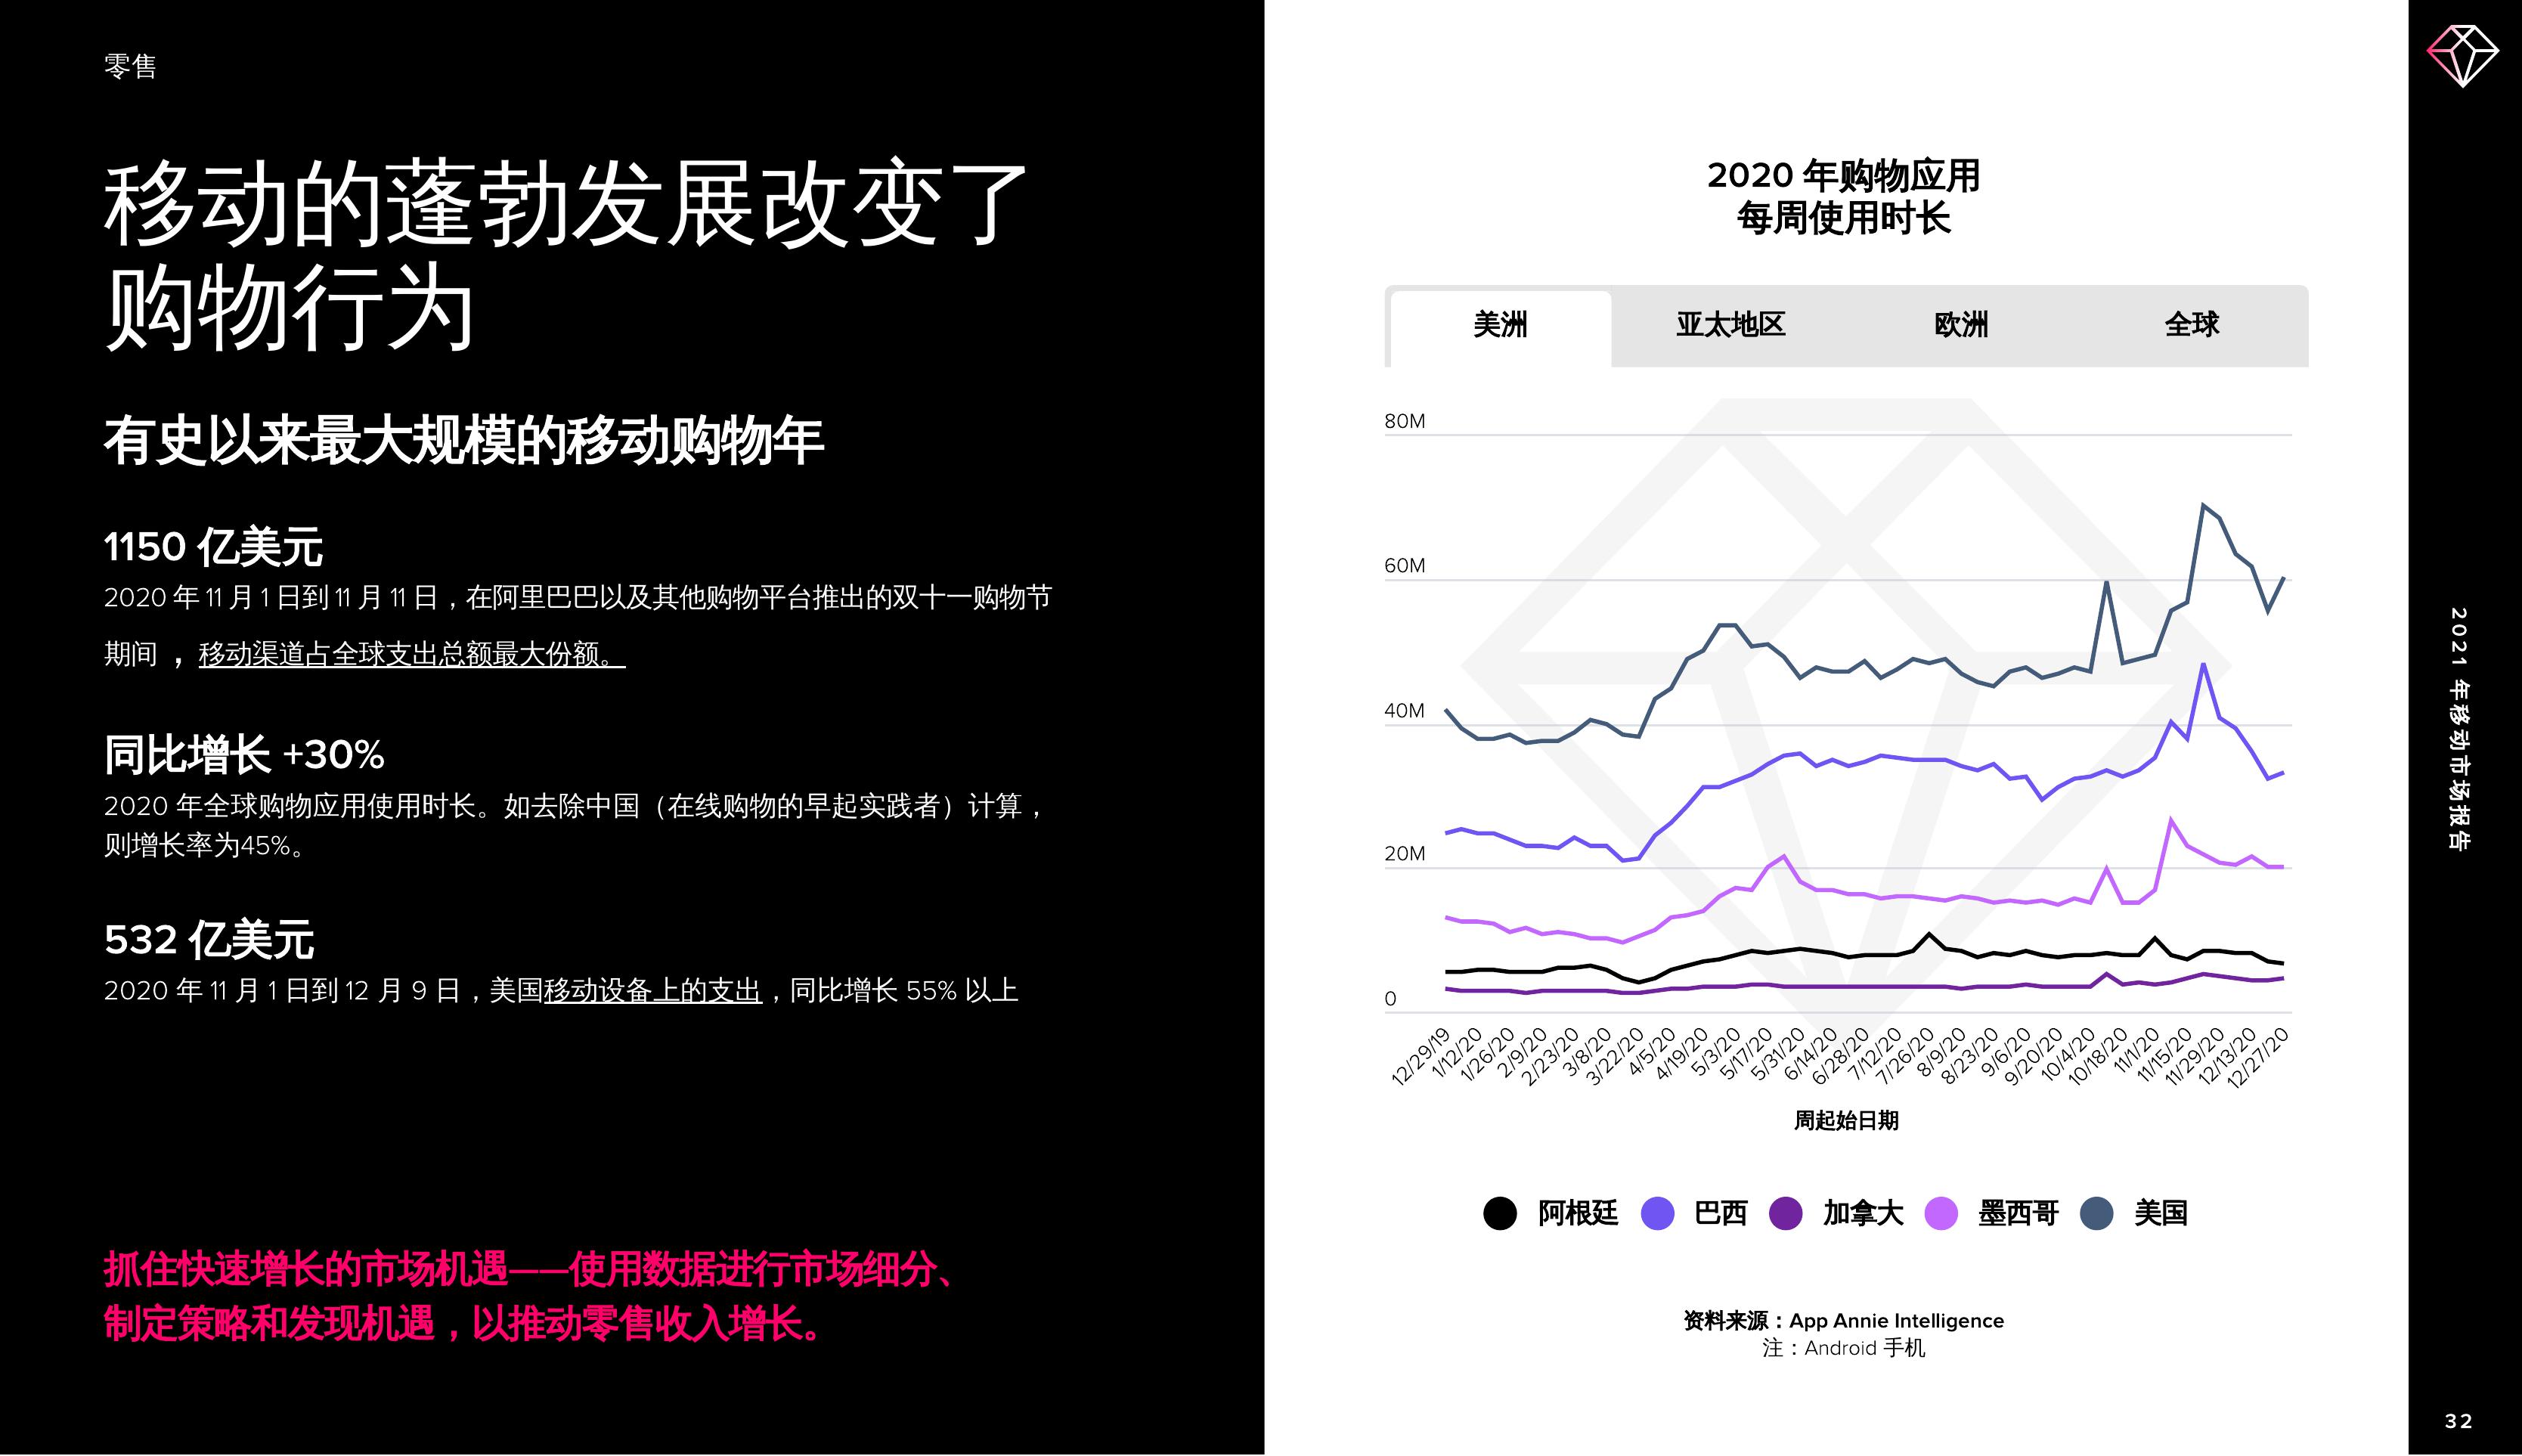 零售
移动的蓬勃发展改变了
购物行为
有史以来最大规模的移动购物年
1150 亿美元
2020 年 11 月 1 日到 11 月 11 日，在阿里巴巴以及其他购物平台推出的双十一购物节
期间 ，移动渠道占全球支出总额最大份额。
同比增长 +30%
2020 年全球购物应用使用时长。如去除中国（在线购物的早起实践者）计算，
则增长率为45%。
532 亿美元
2020 年 11 月 1 日到 12 月 9 日，美国移动设备上的支出，同比增长 55% 以上
抓住快速增长的市场机遇——使用数据进行市场细分、
制定策略和发现机遇，以推动零售收入增长。
2020 年购物应用
每周使用时长
美洲 亚太地区 欧洲 全球
80M
60M
40M
20M
0
12/29/19 1/12/20 1/26/20 2/9/20 2/23/20 3/8/20 3/22/20 4/5/20 4/19/20 5/3/20 5/17/20 5/31/20 6/14/20 6/28/20 7/12/20 7/26/20 8/9/20 8/23/20 9/6/20 9/20/20 10/4/20 10/18/20 11/1/20 11/15/20 11/29/20 12/13/20 12/27/20
周起始日期
阿根廷 巴西 加拿大 墨西哥 美国
资料来源：App Annie Intelligence
注：Android 手机
2021 年移动市场报告
32